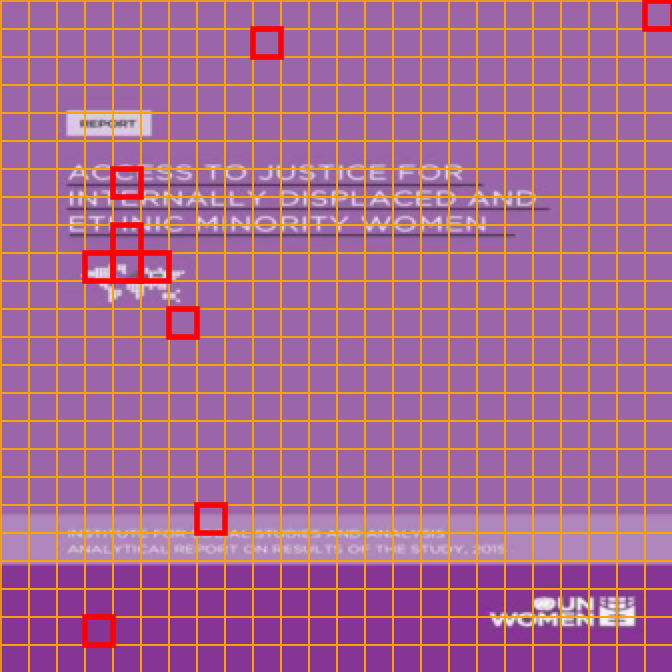 REPORT
ACCESS TO JUSTICE FOR
INTERNALLY DISPLACED AND
ETHNIC MINORITY WOMEN
INSTITUTE FOR SOCIAL STUDIES AND ANALYSIS
ANALYTICAL REPORT ON RESULTS OF THE STUDY, 2015
UN
WOMEN